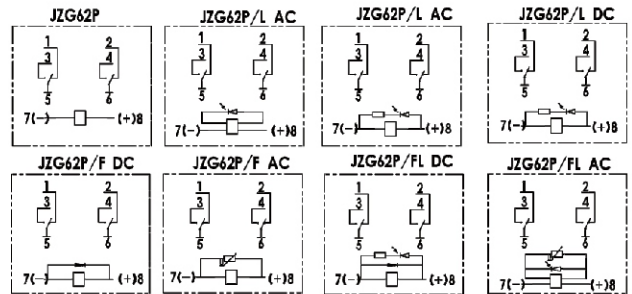 JZG62P JZG62P/L AC JZG62P/L AC JZG62P/L DC
1 2 1 2 1 2 1 2
3 4 3 4 3 4 3 4
5 6 5 6 5 6 5 6
7(-) (+)8 7(-) (+)8 7(-) (+)8 7(-) (+)8
JZG62P/F DC JZG62P/F AC JZG62P/FL DC JZG62P/FL AC
1 2 1 2 1 2 1 2
3 4 3 4 3 4 3 4
5 6 5 6 5 6 5 6
7(-) (+)8 7(-) (+)8 7(-) (+)8 7(-) (+)8